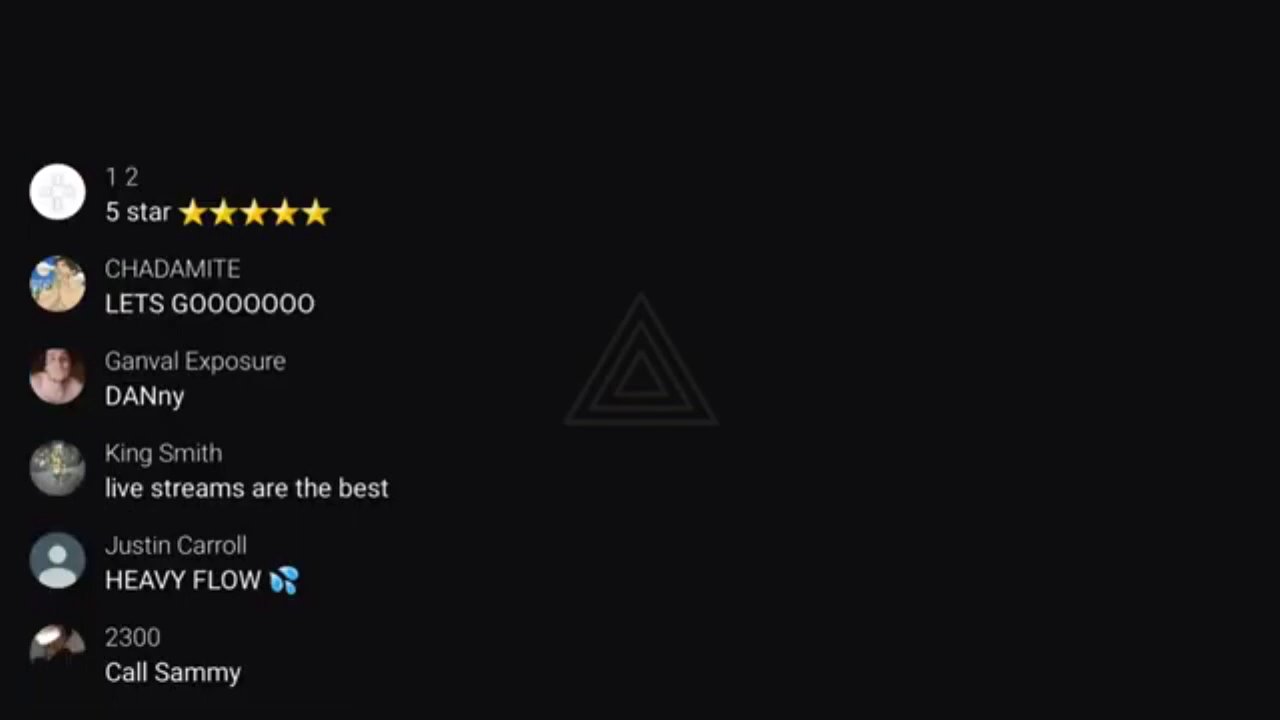 1 2
5 star ⭐⭐⭐⭐⭐
CHADAMITE
LETS GOOOOOOO
Ganval Exposure
DANny
King Smith
live streams are the best
Justin Carroll
HEAVY FLOW 💦
2300
Call Sammy